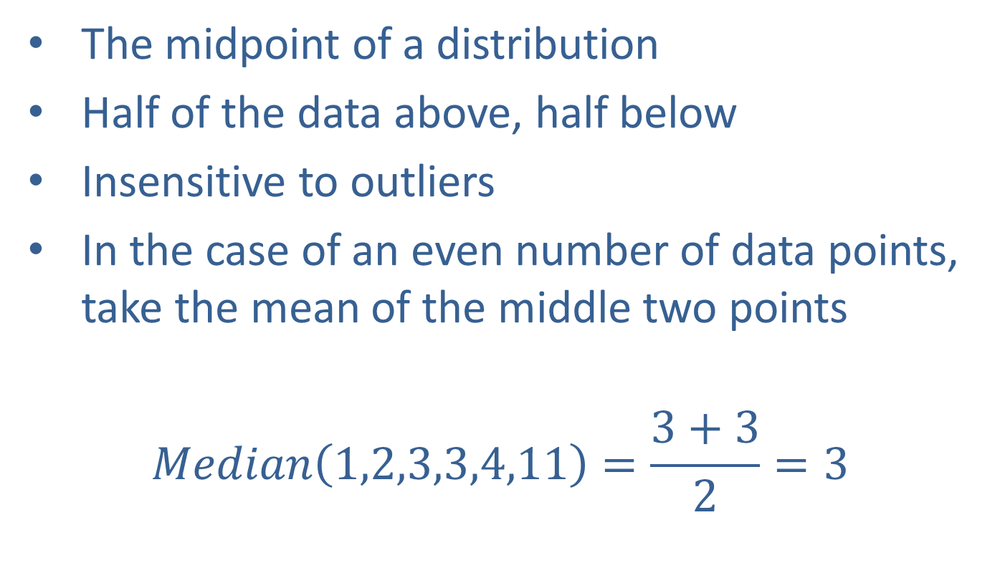 • The midpoint of a distribution
• Half of the data above, half below
• Insensitive to outliers
• In the case of an even number of data points,
take the mean of the middle two points
Median(1,2,3,3,4,11) = \frac{3 + 3}{2} = 3